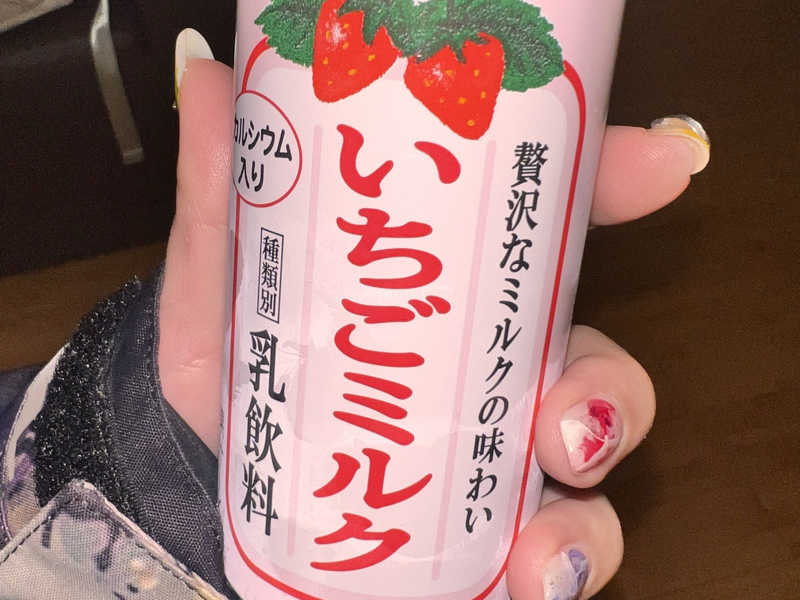 贅沢なミルクの味わい
いちごミルク
カルシウム
入り
種類別
乳飲料